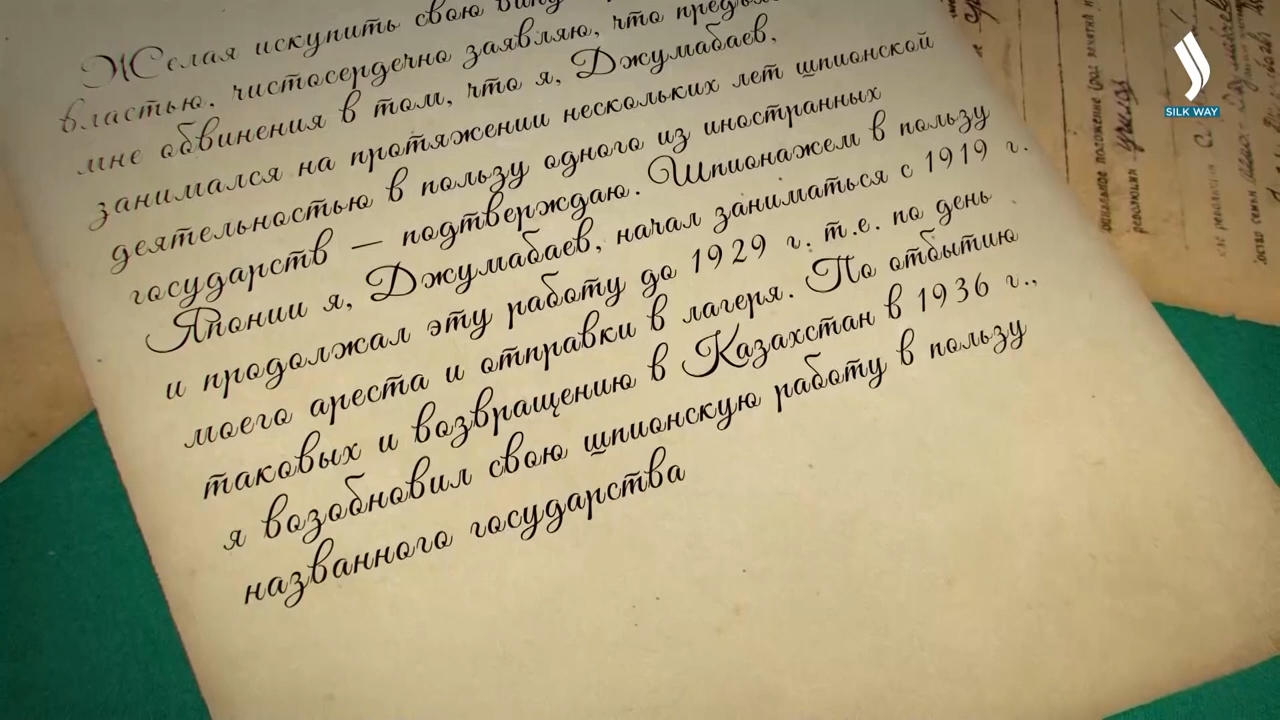 Желая искупить свою вину
властью, чистосердечно заявляю, что
мне обвинения в том, что я, Джумабаев,
занимался на протяжении нескольких лет шпионской
деятельностью в пользу одного из иностранных
государств — подтверждаю. Шпионажем в пользу
Японии я, Джумабаев, начал заниматься с 1919 г.
и продолжал эту работу до 1929 г. т.е. по день
моего ареста и отправки в лагеря. По отбытию
таковых и возвращению в Казахстан в 1936 г.,
я возобновил свою шпионскую работу в пользу
названного государства
SILK WAY